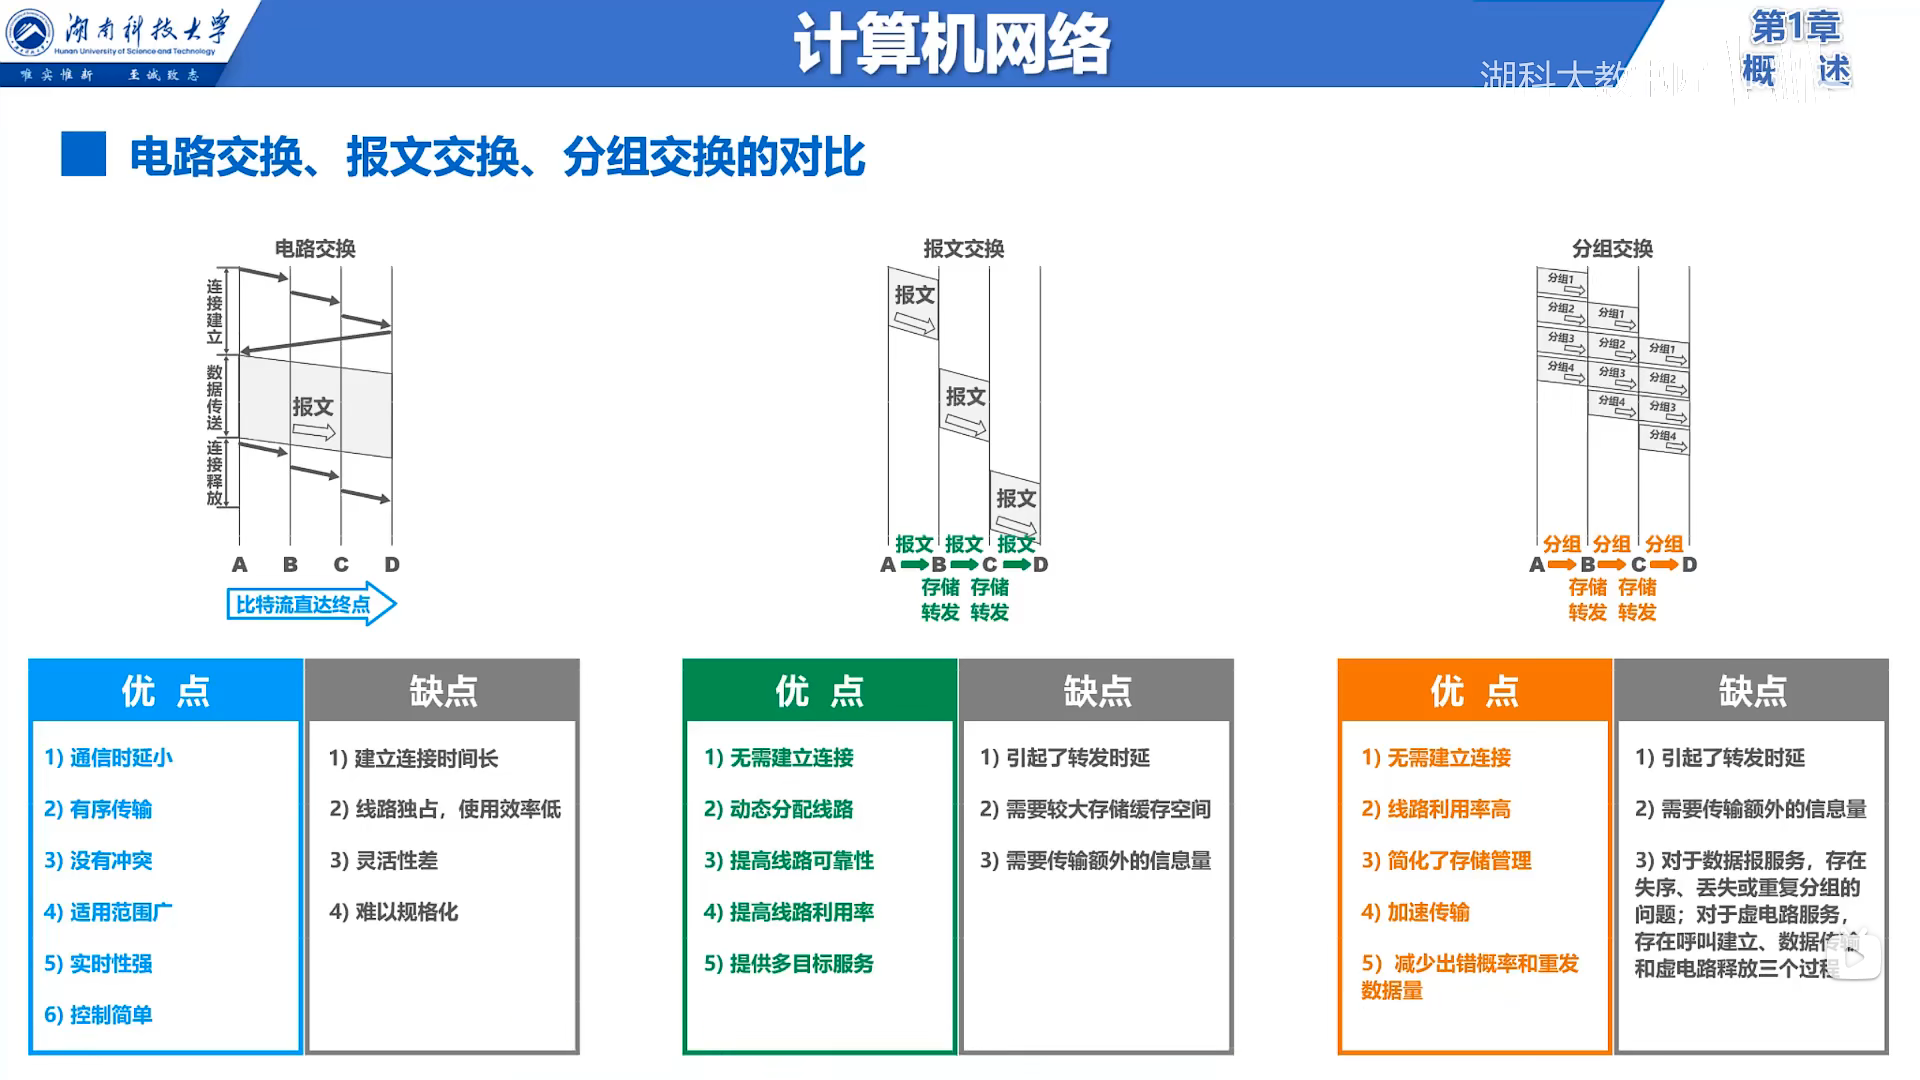 湖南科技大学
Hunan University of Science and Technology
唯实惟新 至诚致志
计算机网络
第1章
概 述
湖科大教
电路交换、报文交换、分组交换的对比
电路交换
连接建立
数据传送
连接释放
报文
A B C D
比特流直达终点
报文交换
报文
报文
报文
报文 报文 报文
A B C D
存储 存储
转发 转发
分组交换
分组1
分组2 分组1
分组3 分组2 分组1
分组4 分组3 分组2
分组4 分组3
分组4
分组 分组 分组
A B C D
存储 存储
转发 转发
优 点
1) 通信时延小
2) 有序传输
3) 没有冲突
4) 适用范围广
5) 实时性强
6) 控制简单
缺点
1) 建立连接时间长
2) 线路独占，使用效率低
3) 灵活性差
4) 难以规格化
优 点
1) 无需建立连接
2) 动态分配线路
3) 提高线路可靠性
4) 提高线路利用率
5) 提供多目标服务
缺点
1) 引起了转发时延
2) 需要较大存储缓存空间
3) 需要传输额外的信息量
优 点
1) 无需建立连接
2) 线路利用率高
3) 简化了存储管理
4) 加速传输
5) 减少出错概率和重发
数据量
缺点
1) 引起了转发时延
2) 需要传输额外的信息量
3) 对于数据报服务，存在
失序、丢失或重复分组的
问题；对于虚电路服务，
存在呼叫建立、数据传输
和虚电路释放三个过程